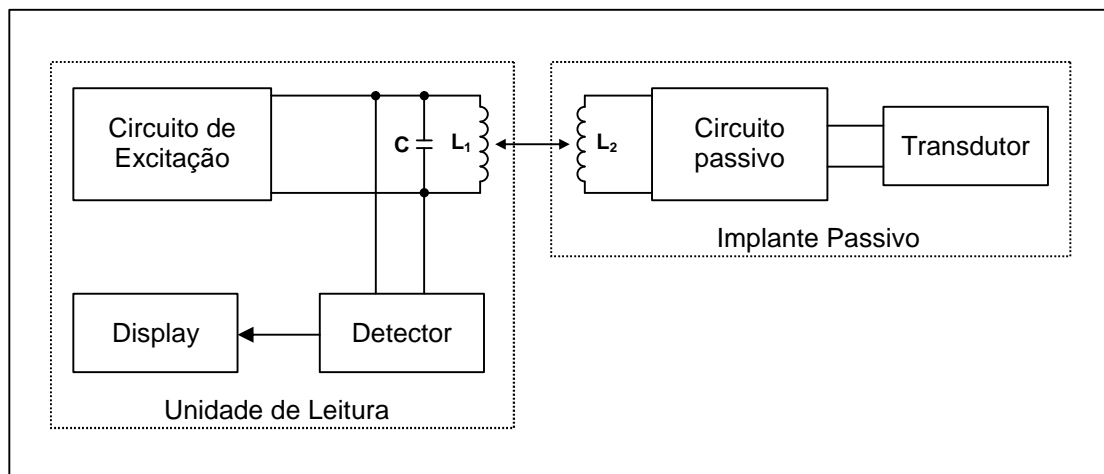 Circuito de
Excitação
C
L₁
L₂
Circuito
passivo
Transdutor
Implante Passivo
Display
Detector
Unidade de Leitura